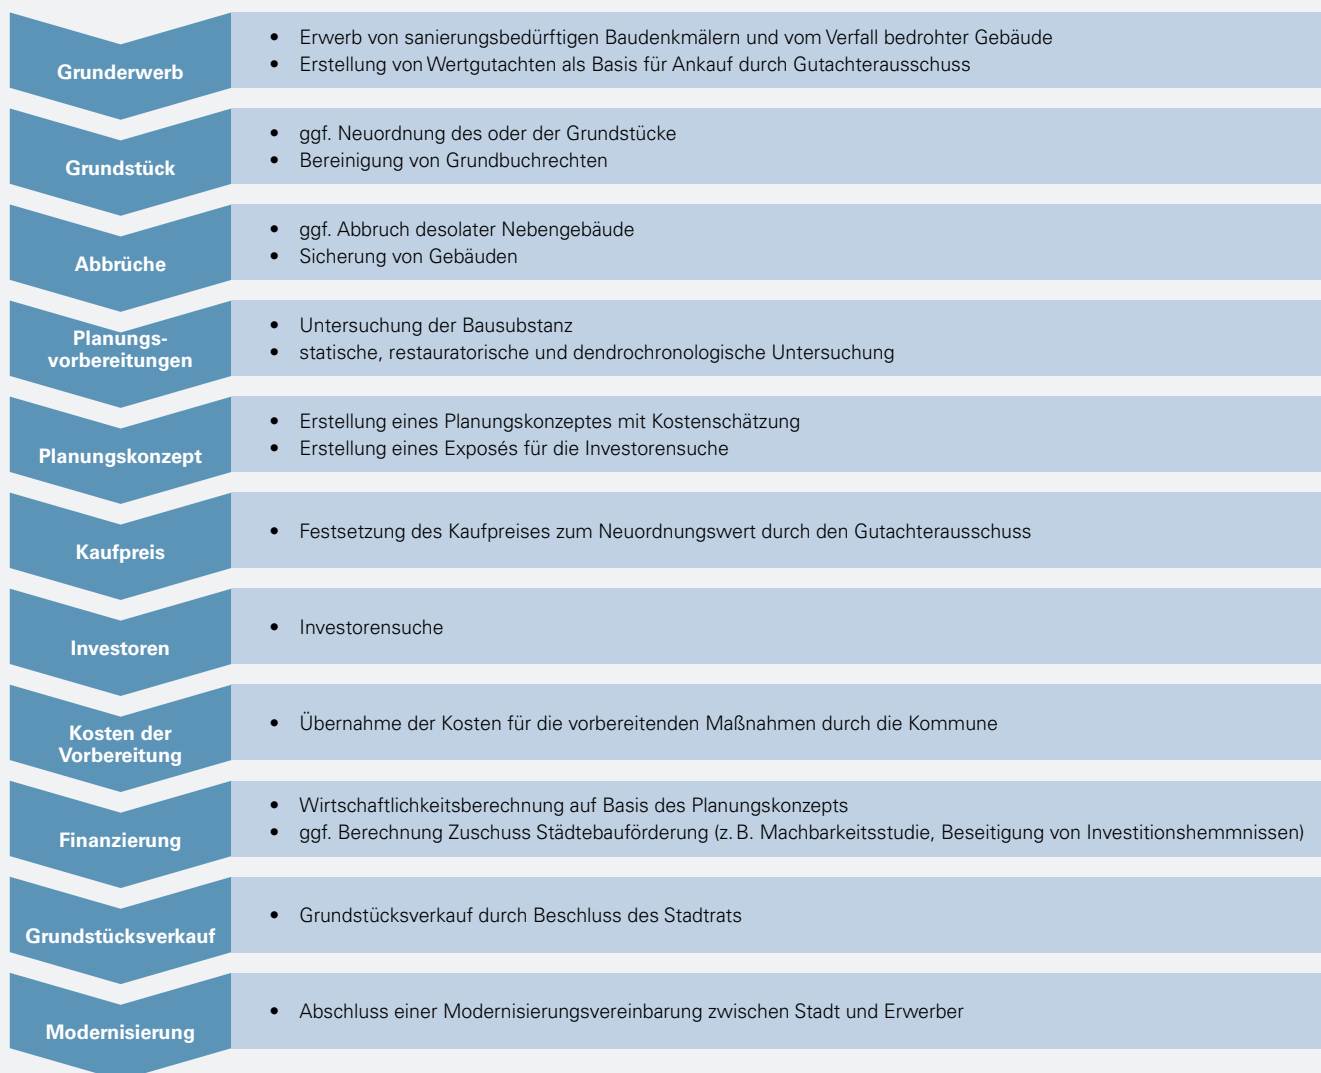 Grunderwerb
• Erwerb von sanierungsbedürftigen Baudenkmälern und vom Verfall bedrohter Gebäude
• Erstellung von Wertgutachten als Basis für Ankauf durch Gutachterausschuss
Grundstück
• ggf. Neuordnung des oder der Grundstücke
• Bereinigung von Grundbuchrechten
Abbrüche
• ggf. Abbruch desolater Nebengebäude
• Sicherung von Gebäuden
Planungs-
vorbereitungen
• Untersuchung der Bausubstanz
• statische, restauratorische und dendrochronologische Untersuchung
Planungskonzept
• Erstellung eines Planungskonzeptes mit Kostenschätzung
• Erstellung eines Exposés für die Investorensuche
Kaufpreis
• Festsetzung des Kaufpreises zum Neuordnungswert durch den Gutachterausschuss
Investoren
• Investorensuche
Kosten der
Vorbereitung
• Übernahme der Kosten für die vorbereitenden Maßnahmen durch die Kommune
Finanzierung
• Wirtschaftlichkeitsberechnung auf Basis des Planungskonzepts
• ggf. Berechnung Zuschuss Städtebauförderung (z. B. Machbarkeitsstudie, Beseitigung von Investitionshemmnissen)
Grundstücksverkauf
• Grundstücksverkauf durch Beschluss des Stadtrats
Modernisierung
• Abschluss einer Modernisierungsvereinbarung zwischen Stadt und Erwerber